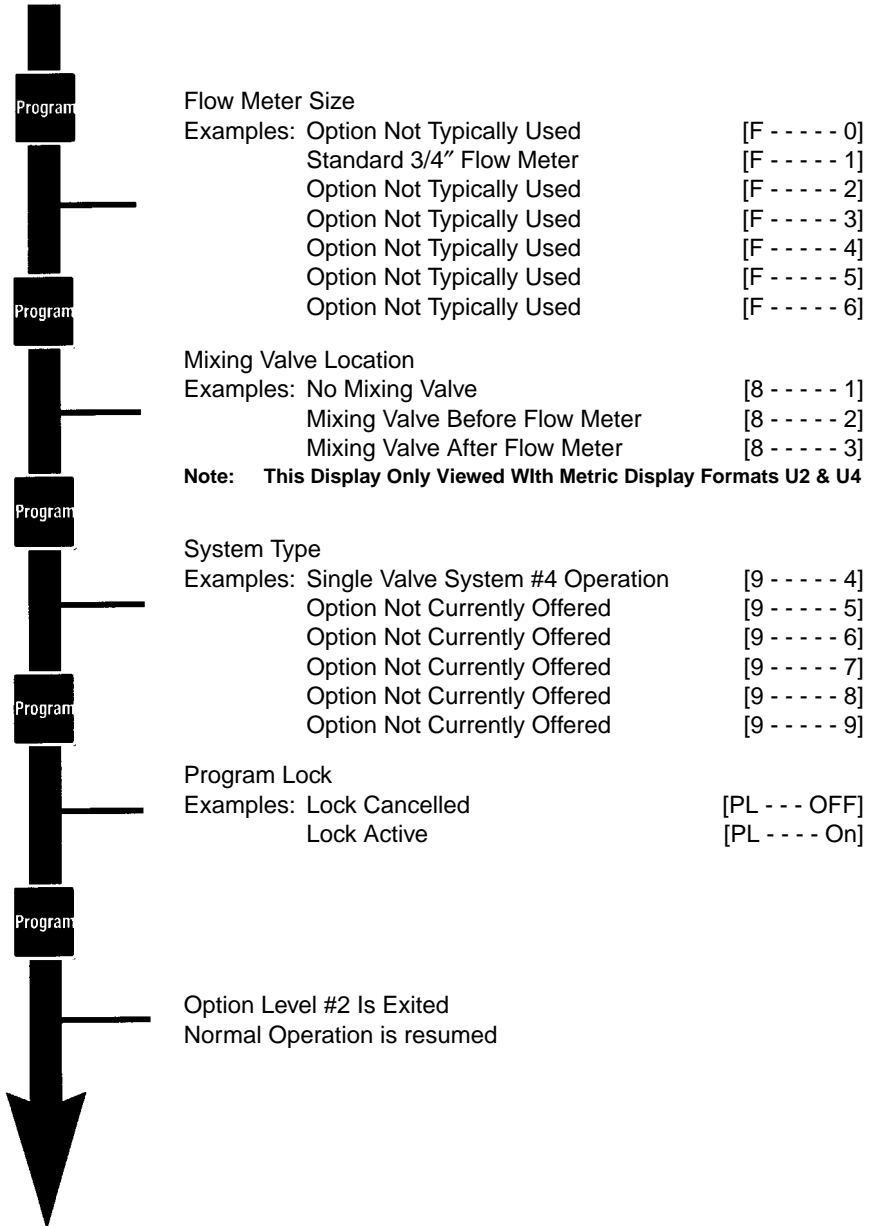 Program
Flow Meter Size
Examples: Option Not Typically Used [F - - - - - 0]
Standard 3/4″ Flow Meter [F - - - - - 1]
Option Not Typically Used [F - - - - - 2]
Option Not Typically Used [F - - - - - 3]
Option Not Typically Used [F - - - - - 4]
Option Not Typically Used [F - - - - - 5]
Option Not Typically Used [F - - - - - 6]
Program
Mixing Valve Location
Examples: No Mixing Valve [8 - - - - - 1]
Mixing Valve Before Flow Meter [8 - - - - - 2]
Mixing Valve After Flow Meter [8 - - - - - 3]
Note: This Display Only Viewed WIth Metric Display Formats U2 & U4
Program
System Type
Examples: Single Valve System #4 Operation [9 - - - - - 4]
Option Not Currently Offered [9 - - - - - 5]
Option Not Currently Offered [9 - - - - - 6]
Option Not Currently Offered [9 - - - - - 7]
Option Not Currently Offered [9 - - - - - 8]
Option Not Currently Offered [9 - - - - - 9]
Program
Program Lock
Examples: Lock Cancelled [PL - - - OFF]
Lock Active [PL - - - - On]
Program
Option Level #2 Is Exited
Normal Operation is resumed